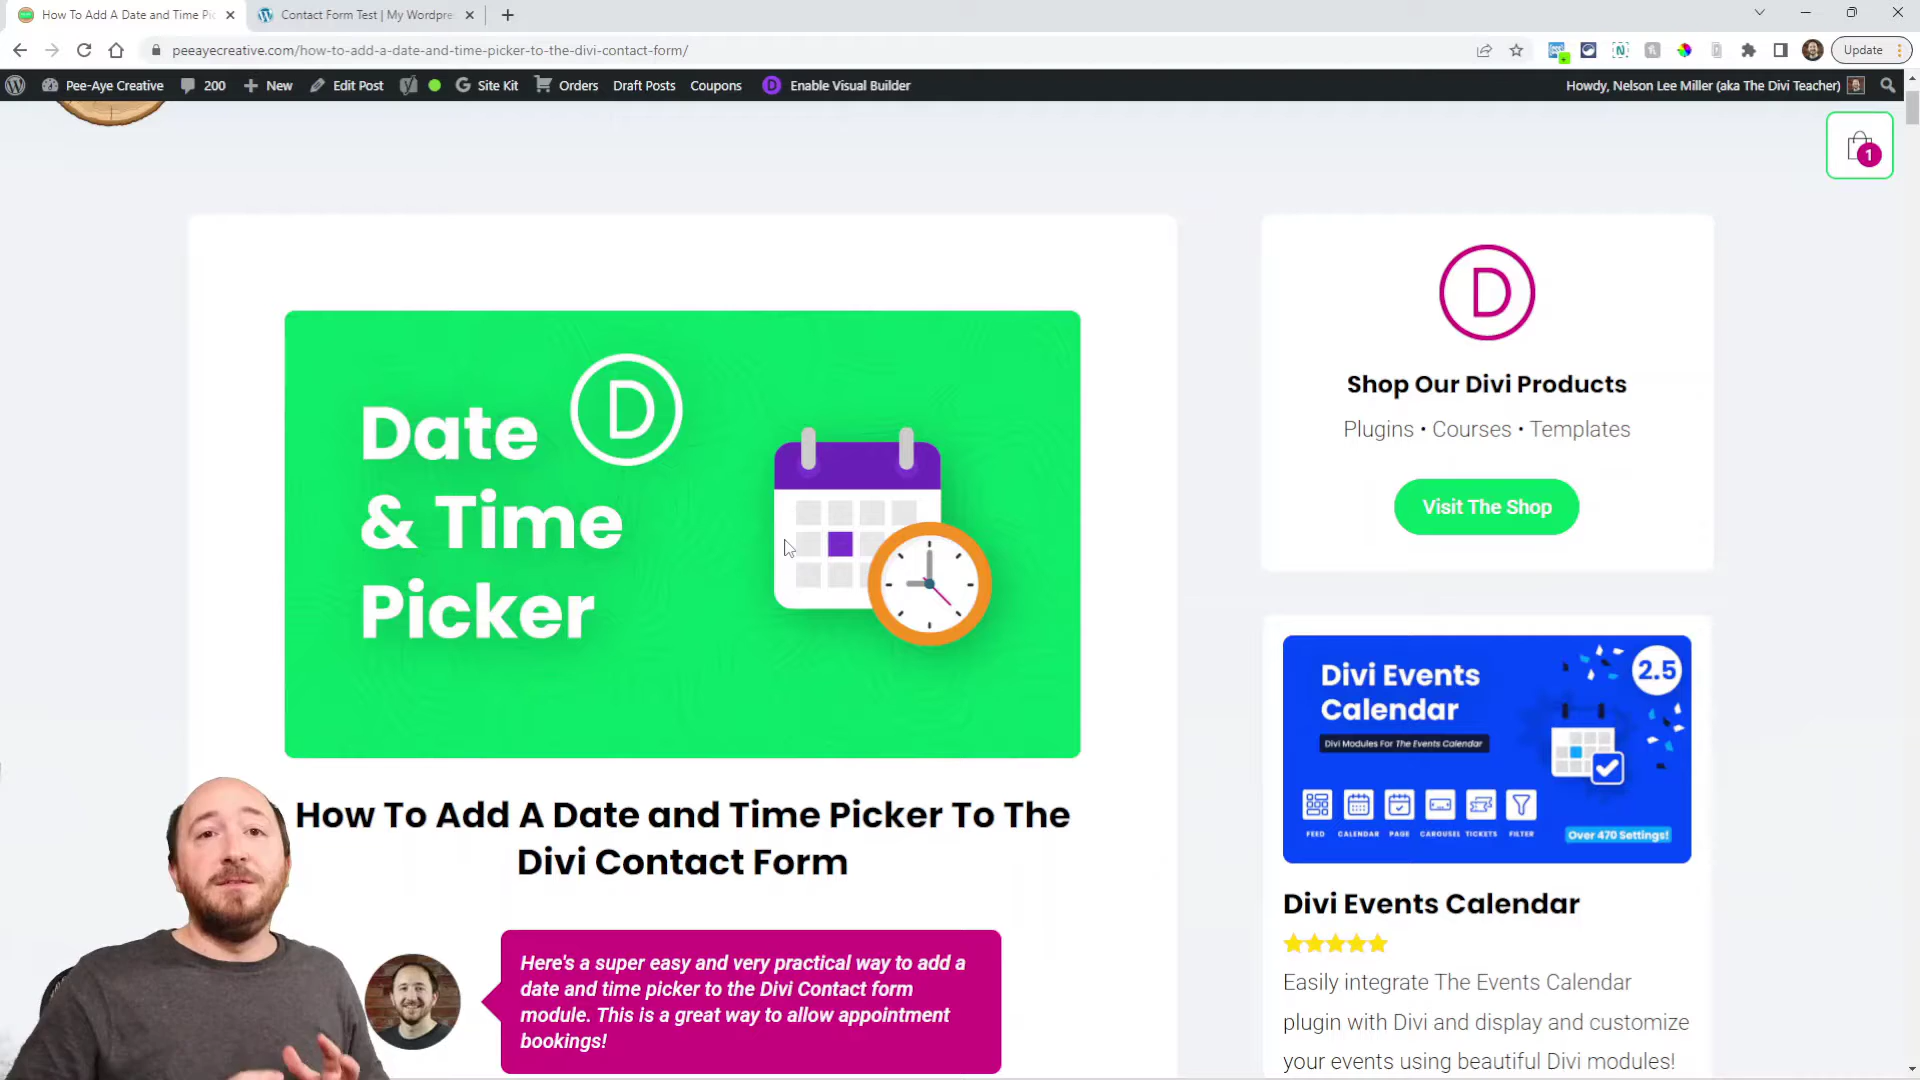 How To Add A Date and Time Pic
Contact Form Test | My Wordpre
peeayecreative.com/how-to-add-a-date-and-time-picker-to-the-divi-contact-form/
Update
Pee-Aye Creative
200
New
Edit Post
Site Kit
Orders
Draft Posts
Coupons
Enable Visual Builder
Howdy, Nelson Lee Miller (aka The Divi Teacher)
1
Date
& Time
Picker
D
How To Add A Date and Time Picker To The
Divi Contact Form
Here's a super easy and very practical way to add a
date and time picker to the Divi Contact form
module. This is a great way to allow appointment
bookings!
D
Shop Our Divi Products
Plugins • Courses • Templates
Visit The Shop
Divi Events
Calendar
2.5
Divi Modules For The Events Calendar
FEED CALENDAR PAGE CAROUSEL TICKETS FILTER
Over 470 Settings!
Divi Events Calendar
Easily integrate The Events Calendar
plugin with Divi and display and customize
your events using beautiful Divi modules!